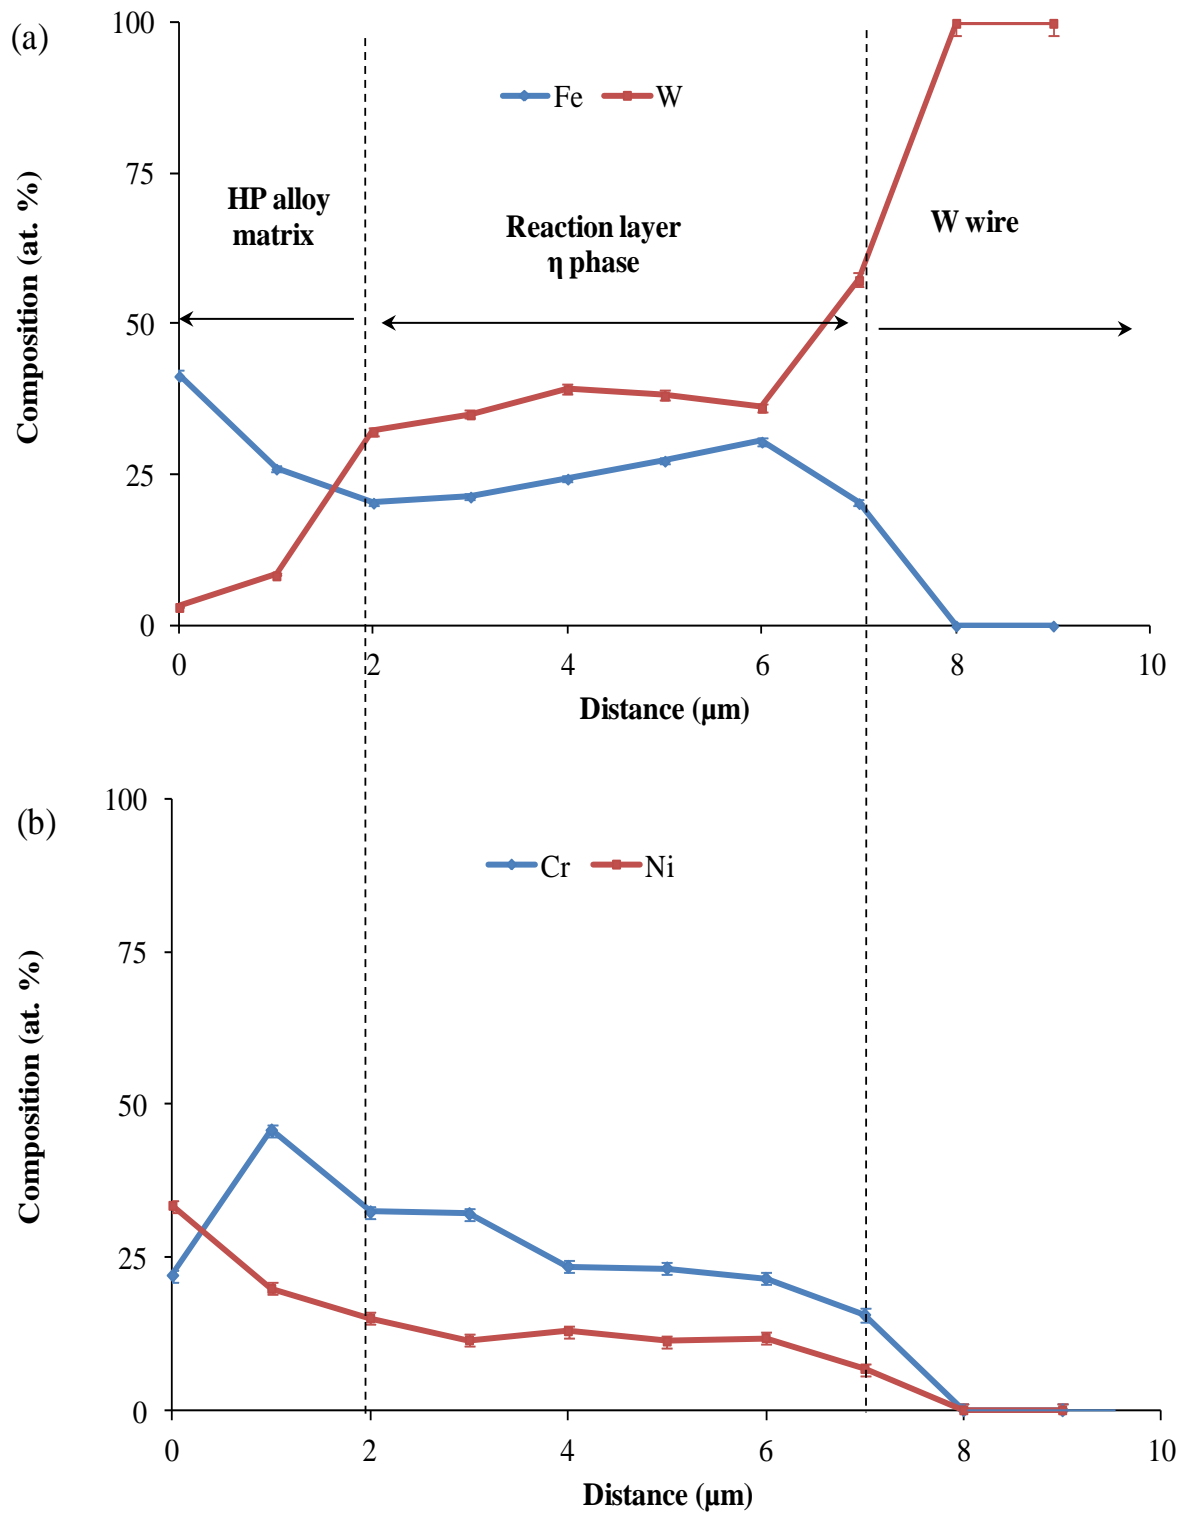 (a)
100
75
50
25
0
Composition (at. %)
Fe W
HP alloy
matrix
Reaction layer
η phase
W wire
0 2 4 6 8 10
Distance (µm)
(b)
100
75
50
25
0
Composition (at. %)
Cr Ni
0 2 4 6 8 10
Distance (µm)